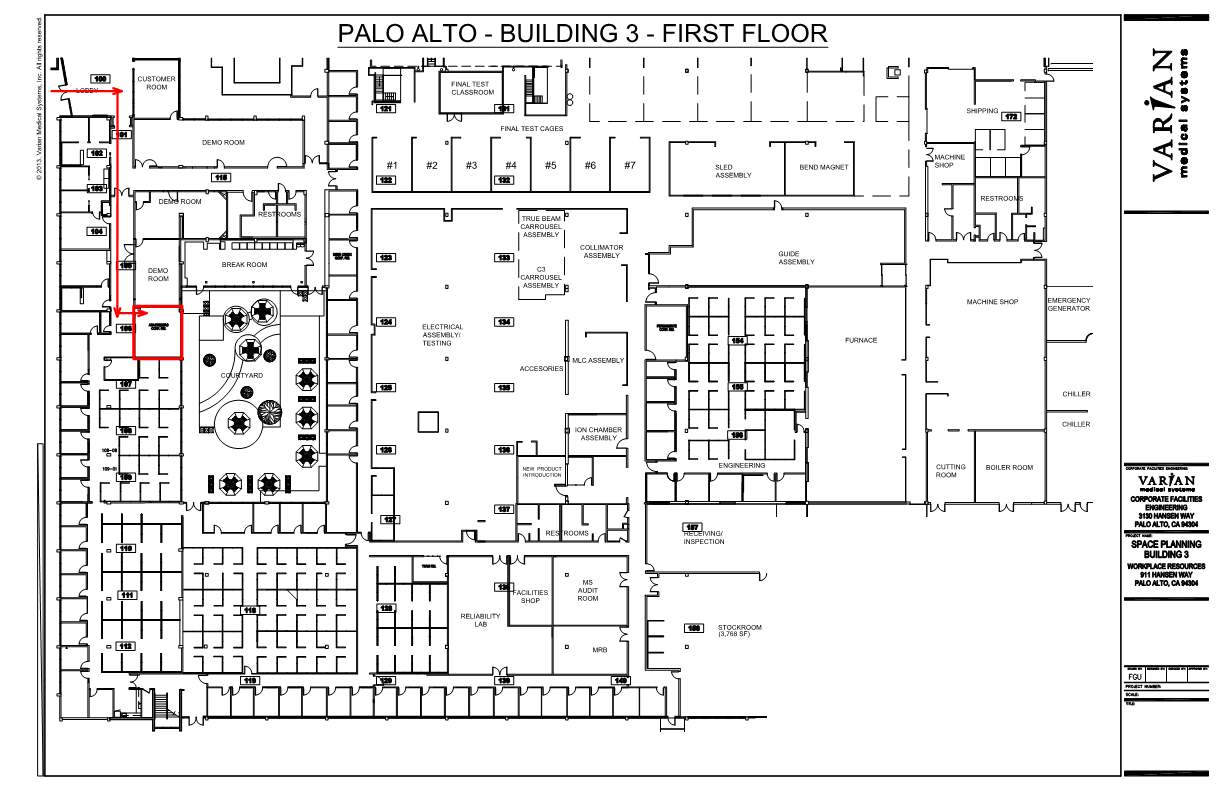 PALO ALTO - BUILDING 3 - FIRST FLOOR
© 2013, Varian Medical Systems, Inc. All rights reserved.
VARIAN
medical systems
100
LOBBY
CUSTOMER
ROOM
121
FINAL TEST
CLASSROOM
131
SHIPPING
172
101
DEMO ROOM
FINAL TEST CAGES
102
#1
#2
#3
#4
#5
#6
#7
SLED
ASSEMBLY
BEND MAGNET
MACHINE
SHOP
103
115
122
132
DEMO ROOM
RESTROOMS
RESTROOMS
104
TRUE BEAM
CARROUSEL
ASSEMBLY
COLLIMATOR
ASSEMBLY
GUIDE
ASSEMBLY
105
DEMO
ROOM
BREAK ROOM
123
133
C3
CARROUSEL
ASSEMBLY
MACHINE SHOP
EMERGENCY
GENERATOR
106
124
134
ELECTRICAL
ASSEMBLY/
TESTING
154
FURNACE
MLC ASSEMBLY
ACCESORIES
COURTYARD
107
125
135
155
CHILLER
CHILLER
108
ION CHAMBER
ASSEMBLY
156
126
136
ENGINEERING
109
NEW PRODUCT
INTRODUCTION
CUTTING
ROOM
BOILER ROOM
127
137
RESTROOMS
157
RECEIVING/
INSPECTION
110
111
118
128
FACILITIES
SHOP
MS
AUDIT
ROOM
RELIABILITY
LAB
158
STOCKROOM
(3,768 SF)
112
MRB
119
129
139
149
CORPORATE FACILITIES ENGINEERING
VARIAN
medical systems
CORPORATE FACILITIES
ENGINEERING
3130 HANSEN WAY
PALO ALTO, CA 94304
PROJECT NAME:
SPACE PLANNING
BUILDING 3
WORKPLACE RESOURCES
911 HANSEN WAY
PALO ALTO, CA 94304
FGU
PROJECT NUMBER:
SCALE:
TITLE: